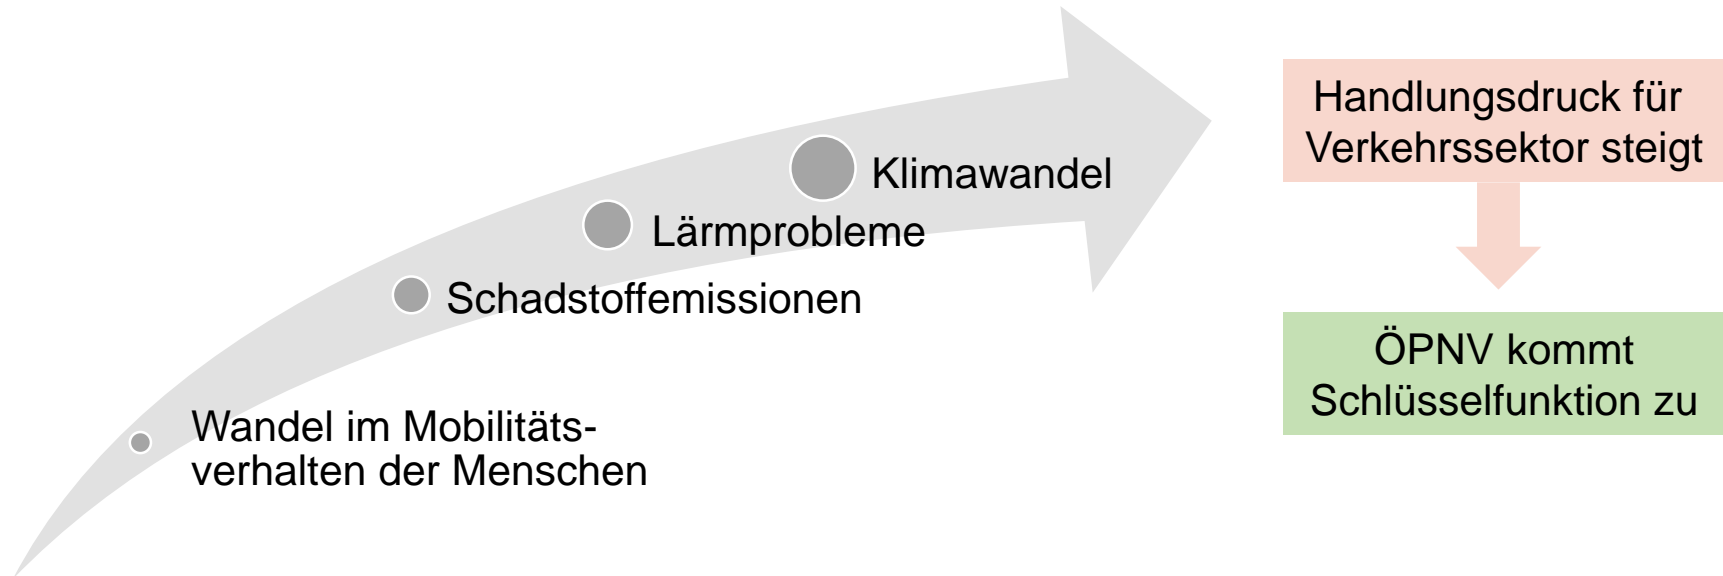 Klimawandel
Lärmprobleme
Schadstoffemissionen
Wandel im Mobilitäts-
verhalten der Menschen
Handlungsdruck für
Verkehrssektor steigt
ÖPNV kommt
Schlüsselfunktion zu